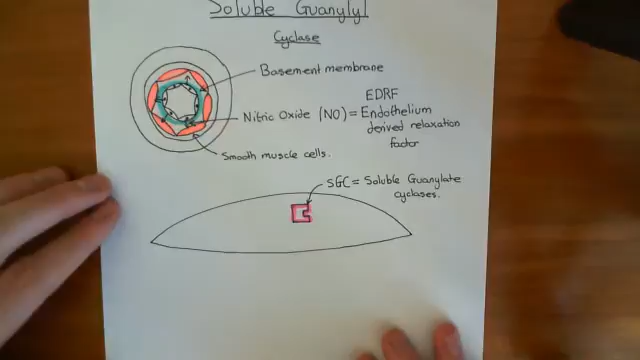 Soluble Guanylyl
Cyclase
Basement membrane
EDRF
Nitric Oxide (NO) = Endothelium
derived relaxation
factor
Smooth muscle cells.
SGC = Soluble Guanylate
cyclases.